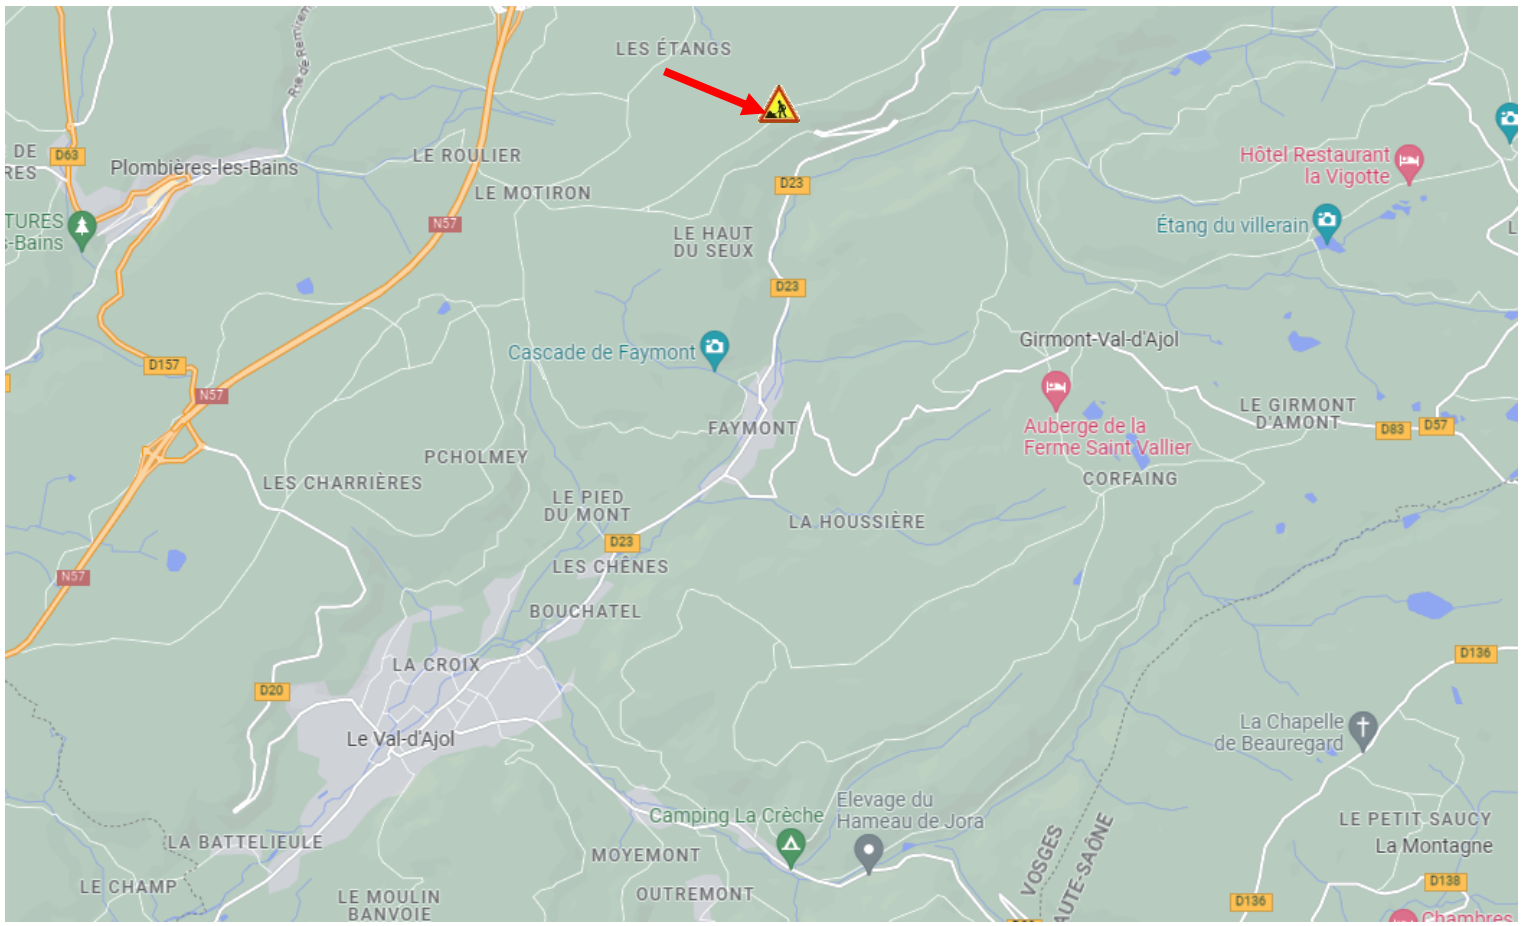 LES ÉTANGS
Rte de Remirem
DE
RES
D63
Plombières-les-Bains
LE ROULIER
LE MOTIRON
D23
Hôtel Restaurant
la Vigotte
TURES
s-Bains
N57
LE HAUT
DU SEUX
Étang du villerain
L
D23
D157
N57
Cascade de Faymont
Girmont-Val-d'Ajol
FAYMONT
Auberge de la
Ferme Saint Vallier
LE GIRMONT
D'AMONT
D83
D57
PCHOLMEY
LES CHARRIÈRES
CORFAING
LE PIED
DU MONT
LA HOUSSIÈRE
D23
LES CHÊNES
N57
BOUCHATEL
LA CROIX
D136
D20
Le Val-d'Ajol
La Chapelle
de Beauregard
Camping La Crèche
Elevage du
Hameau de Jora
LA BATTELIEULE
MOYEMONT
VOSGES
AUTE-SAÔNE
LE PETIT SAUCY
La Montagne
LE CHAMP
LE MOULIN
BANVOIE
OUTREMONT
D138
D136
Chambres